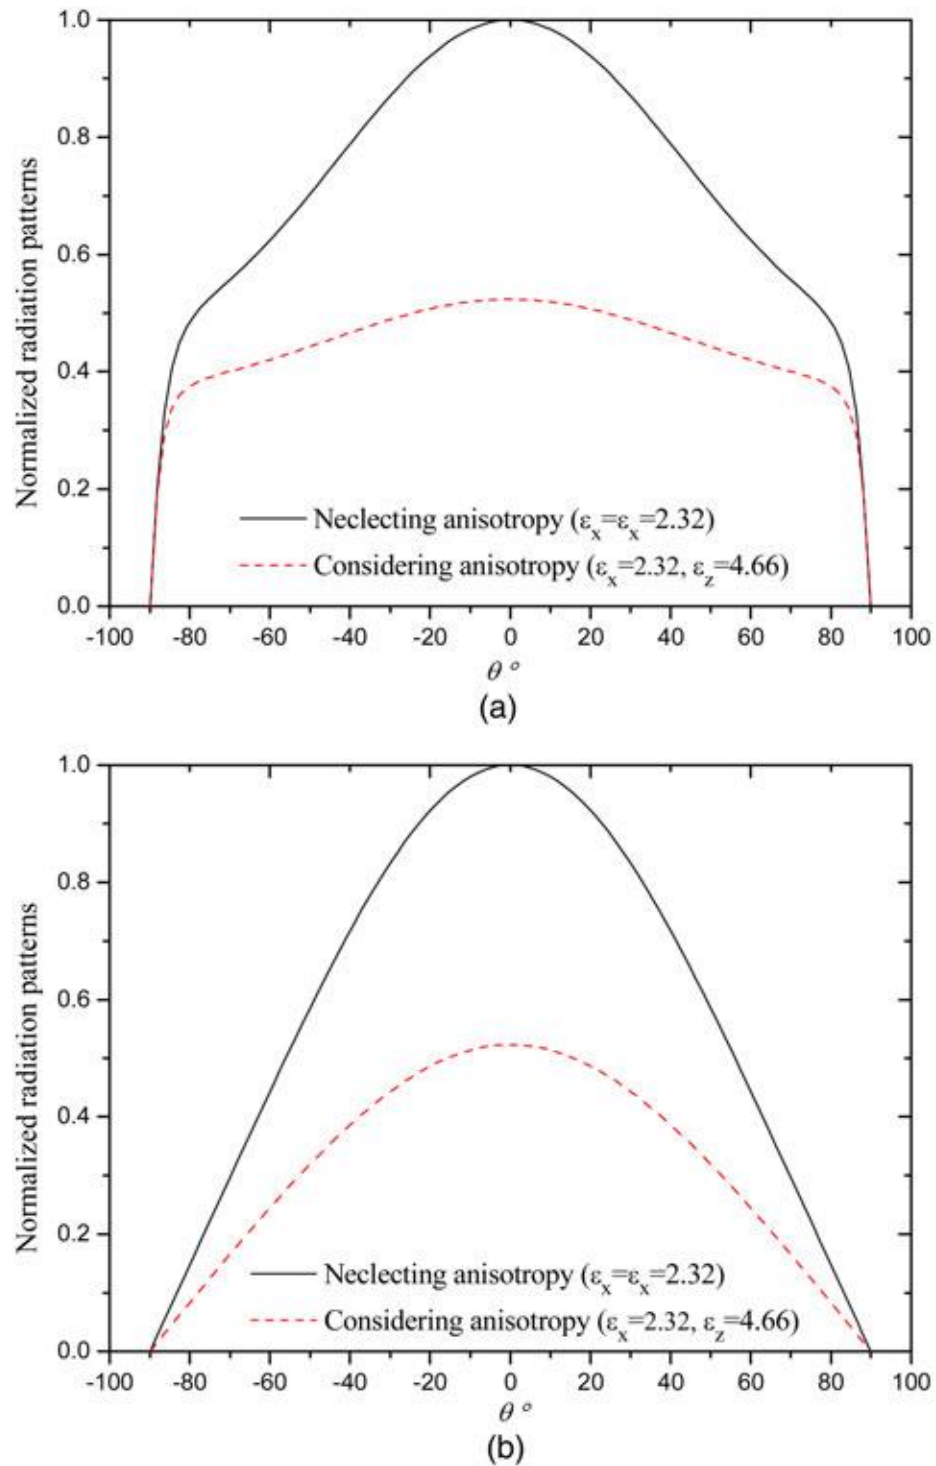 1.0
0.8
0.6
0.4
0.2
0.0
Normalized radiation patterns
Neclecting anisotropy (εx=εx=2.32)
Considering anisotropy (εx=2.32, εz=4.66)
-100 -80 -60 -40 -20 0 20 40 60 80 100
θ °
(a)
1.0
0.8
0.6
0.4
0.2
0.0
Normalized radiation patterns
Neclecting anisotropy (εx=εx=2.32)
Considering anisotropy (εx=2.32, εz=4.66)
-100 -80 -60 -40 -20 0 20 40 60 80 100
θ °
(b)